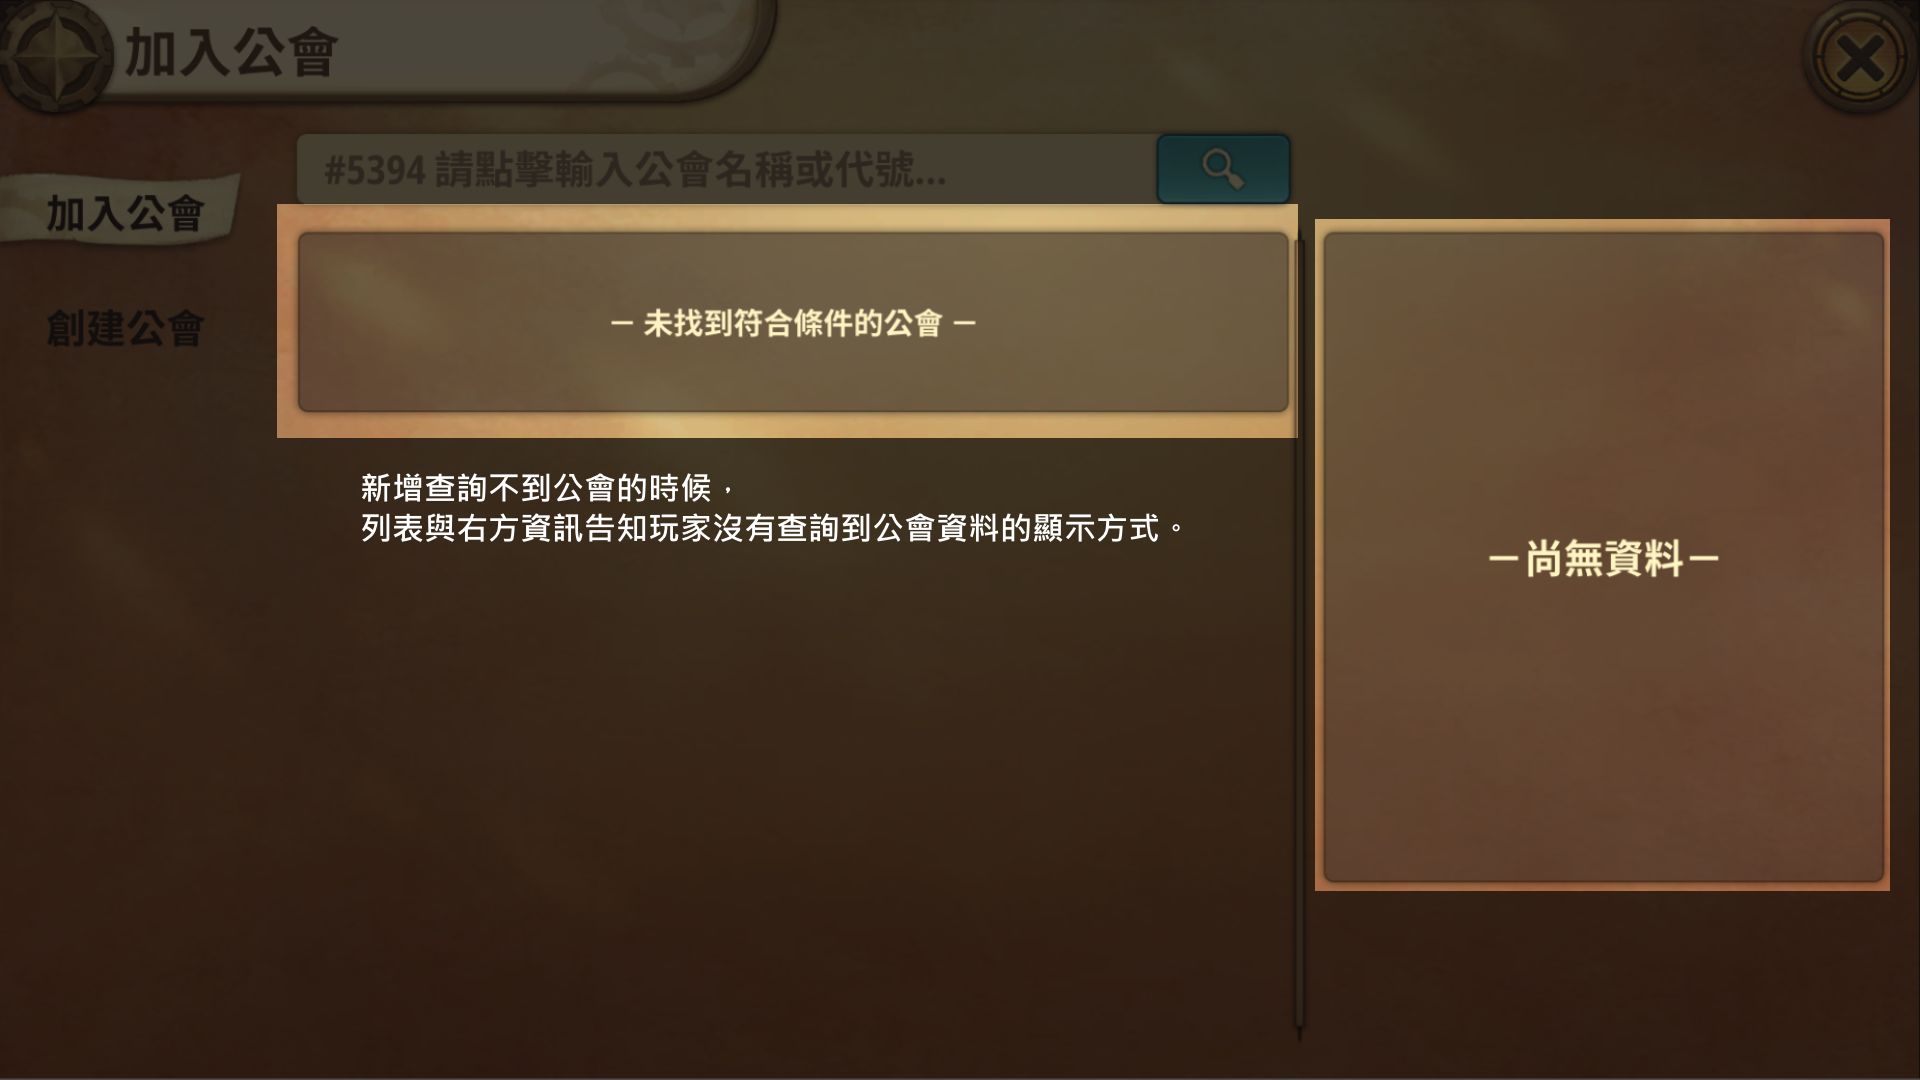 加入公會
#5394 請點擊輸入公會名稱或代號...
加入公會
創建公會
－ 未找到符合條件的公會 －
新增查詢不到公會的時候，
列表與右方資訊告知玩家沒有查詢到公會資料的顯示方式。
－尚無資料－